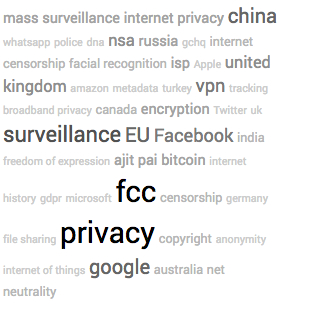 mass surveillance internet privacy china
whatsapp police dna nsa russia gchq internet
censorship facial recognition isp Apple united
kingdom amazon metadata turkey vpn tracking
broadband privacy canada encryption Twitter uk
surveillance EU Facebook india
freedom of expression ajit pai bitcoin internet
history gdpr microsoft fcc censorship germany
file sharing privacy copyright anonymity
internet of things google australia net
neutrality